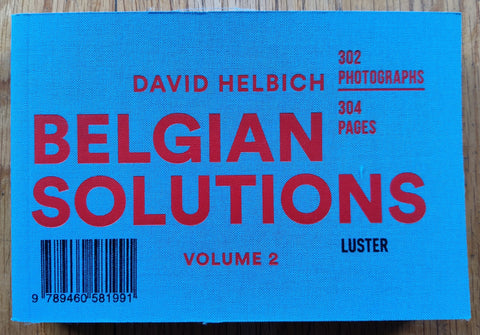 302
PHOTOGRAPHS
DAVID HELBICH
304
PAGES
BELGIAN
SOLUTIONS
VOLUME 2
LUSTER
9 789460 581991